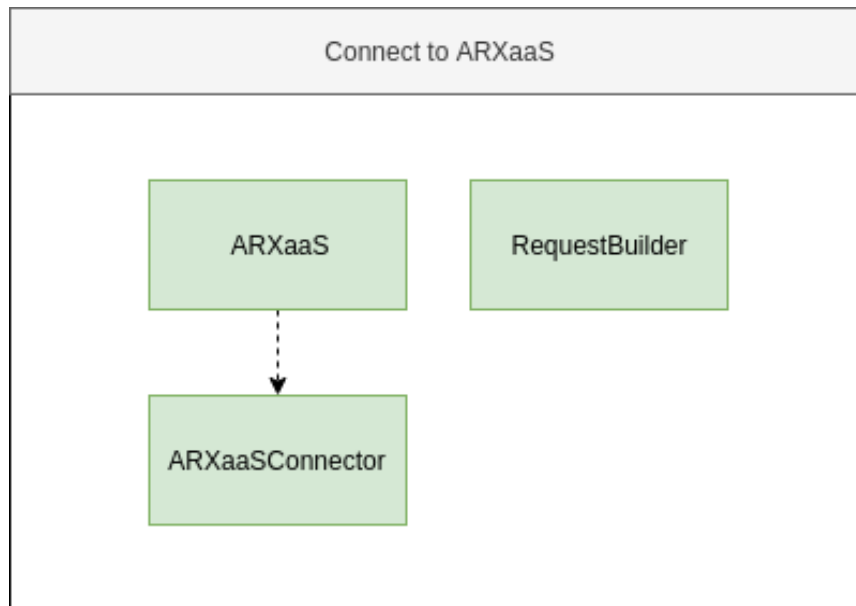 Connect to ARXaaS
ARXaaS
RequestBuilder
ARXaaSConnector